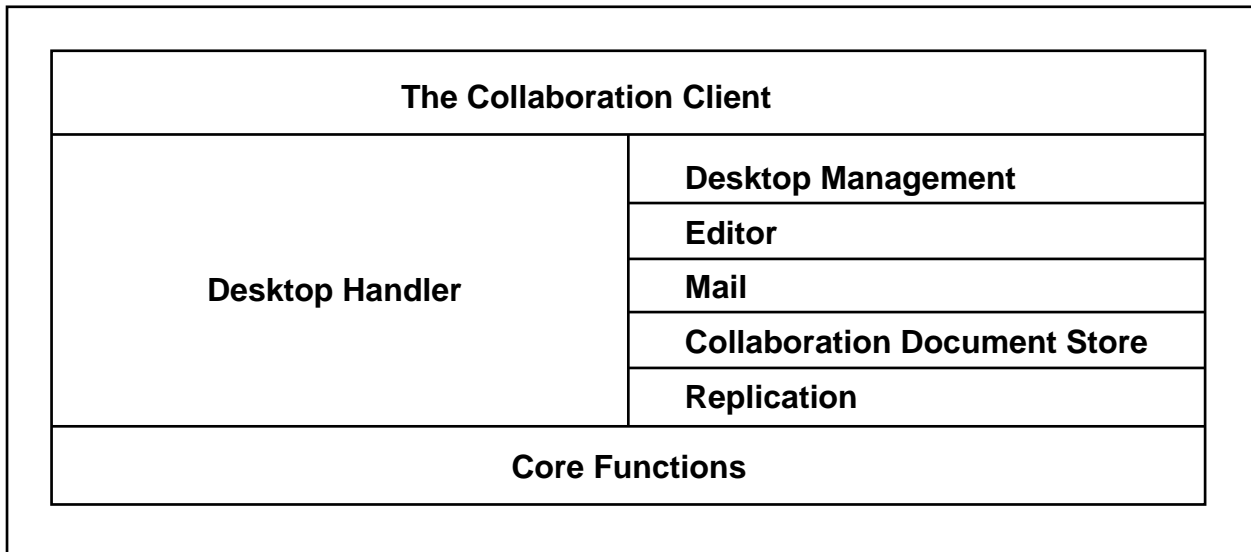 The Collaboration Client
Desktop Handler
Desktop Management
Editor
Mail
Collaboration Document Store
Replication
Core Functions